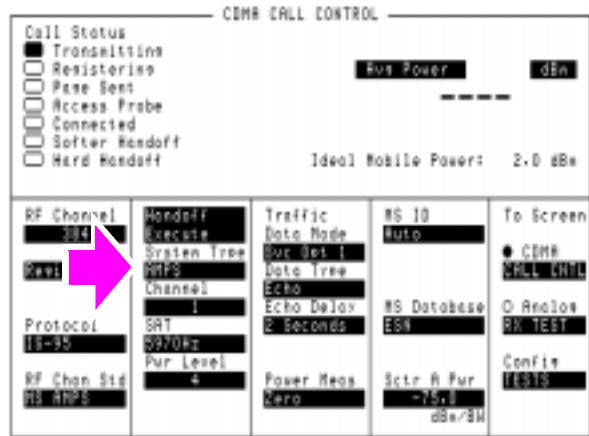 CDMA CALL CONTROL
Call Status
Transmitting
Registering
Page Sent
Access Probe
Connected
Softer Handoff
Hard Handoff
Avg Power dBm
----
Ideal Mobile Power: 2.0 dBm
RF Channel
384
Protocol
IS-95
RF Chan Std
MS AMPS
Handoff
Execute
System Type
AMPS
Channel
1
SAT
5970Hz
Pwr Level
4
Traffic
Data Mode
Svc Opt 1
Data Type
Echo
Echo Delay
2 Seconds
Power Meas
Zero
MS ID
Auto
MS Database
ESN
Sctr A Pwr
-75.0
dBm/BW
To Screen
CDMA
CALL CNTL
Analog
RX TEST
Config
TESTS